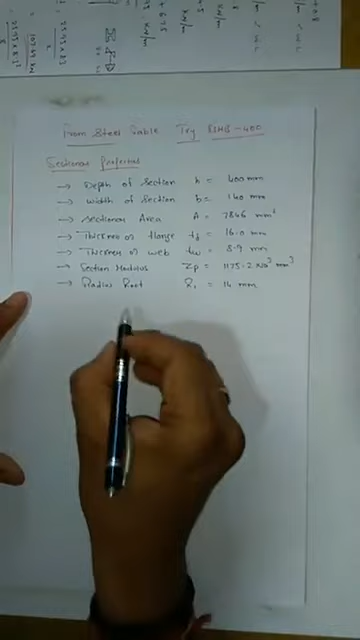 From Steel Table Try ISMB-400
Sectional Properties
→ Depth of Section h = 400 mm
→ Width of Section b = 140 mm
→ Sectional Area A = 7846 mm²
→ Thickness of flange tf = 16.0 mm
→ Thickness of web tw = 8.9 mm
→ Section Modulus Zp = 1175.2 x10³ mm³
→ Radius Root R1 = 14 mm